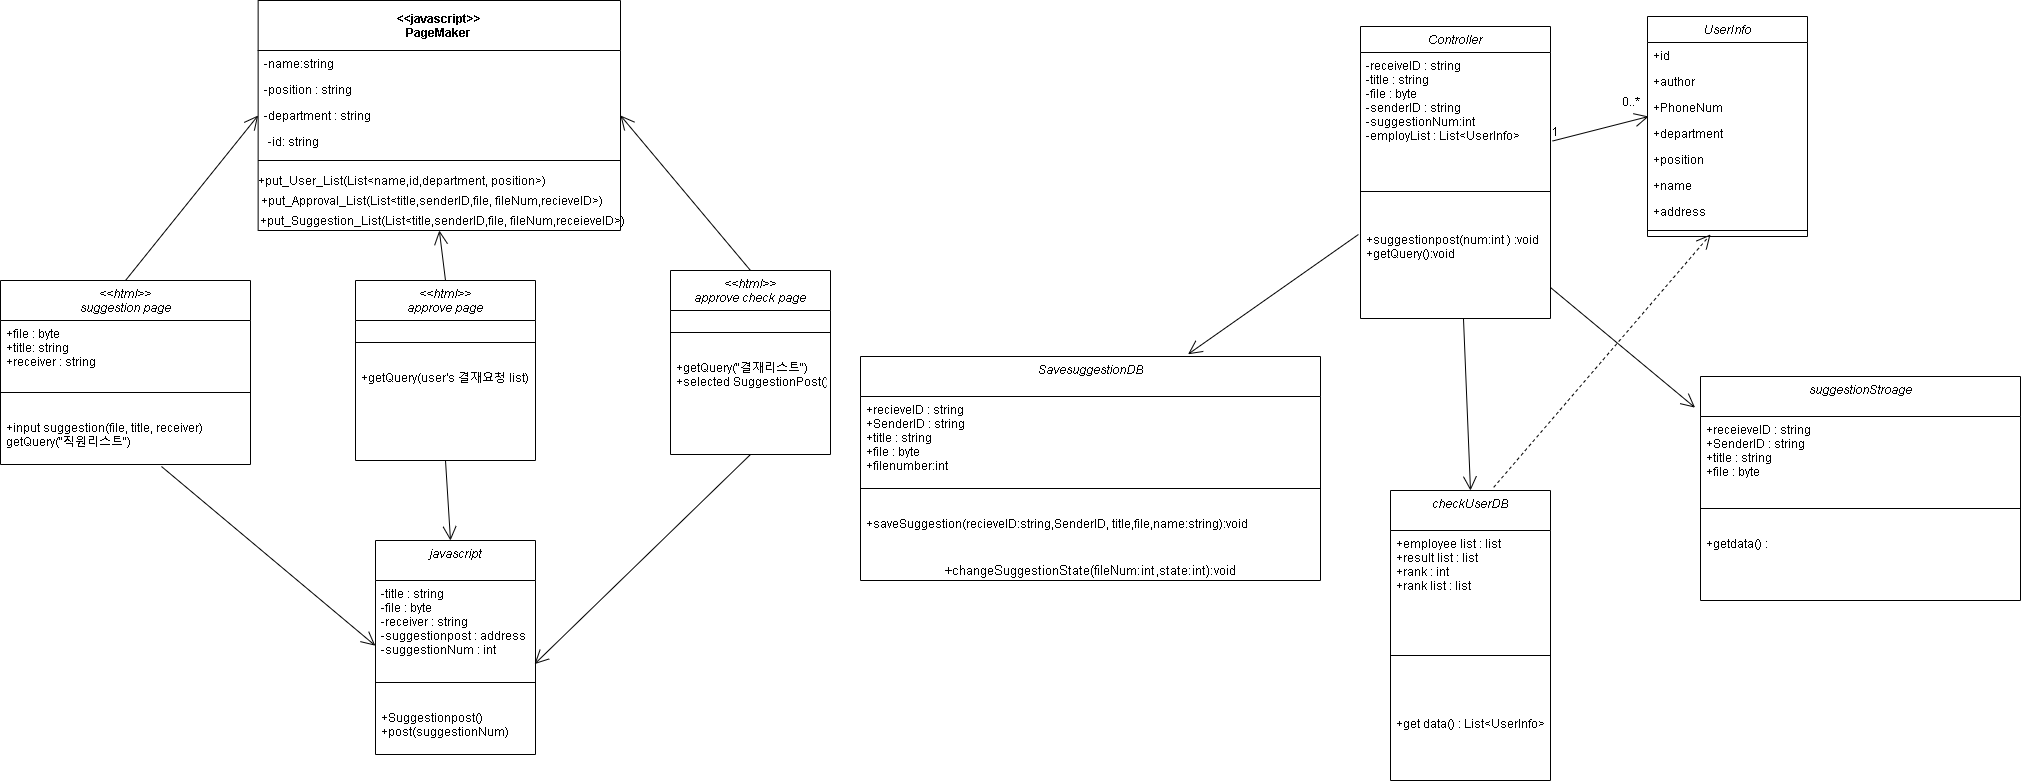 <<javascript>>
PageMaker
-name:string
-position : string
-department : string
-id: string
+put_User_List(List<name,id,department, position>)
+put_Approval_List(List<title,senderID,file, fileNum,recieveID>)
+put_Suggestion_List(List<title,senderID,file, fileNum,receieveID>)
<<html>>
suggestion page
+file : byte
+title: string
+receiver : string
+input suggestion(file, title, receiver)
getQuery("직원리스트")
<<html>>
approve page
+getQuery(user's 결재요청 list)
<<html>>
approve check page
+getQuery("결재리스트")
+selected SuggestionPost()
javascript
-title : string
-file : byte
-receiver : string
-suggestionpost : address
-suggestionNum : int
+Suggestionpost()
+post(suggestionNum)
Controller
-receiveID : string
-title : string
-file : byte
-senderID : string
-suggestionNum:int
-employList : List<UserInfo>
+suggestionpost(num:int ) :void
+getQuery():void
1
0..*
UserInfo
+id
+author
+PhoneNum
+department
+position
+name
+address
SavesuggestionDB
+recieveID : string
+SenderID : string
+title : string
+file : byte
+filenumber:int
+saveSuggestion(recieveID:string,SenderID, title,file,name:string):void
+changeSuggestionState(fileNum:int,state:int):void
checkUserDB
+employee list : list
+result list : list
+rank : int
+rank list : list
+get data() : List<UserInfo>
suggestionStroage
+receieveID : string
+SenderID : string
+title : string
+file : byte
+getdata() :